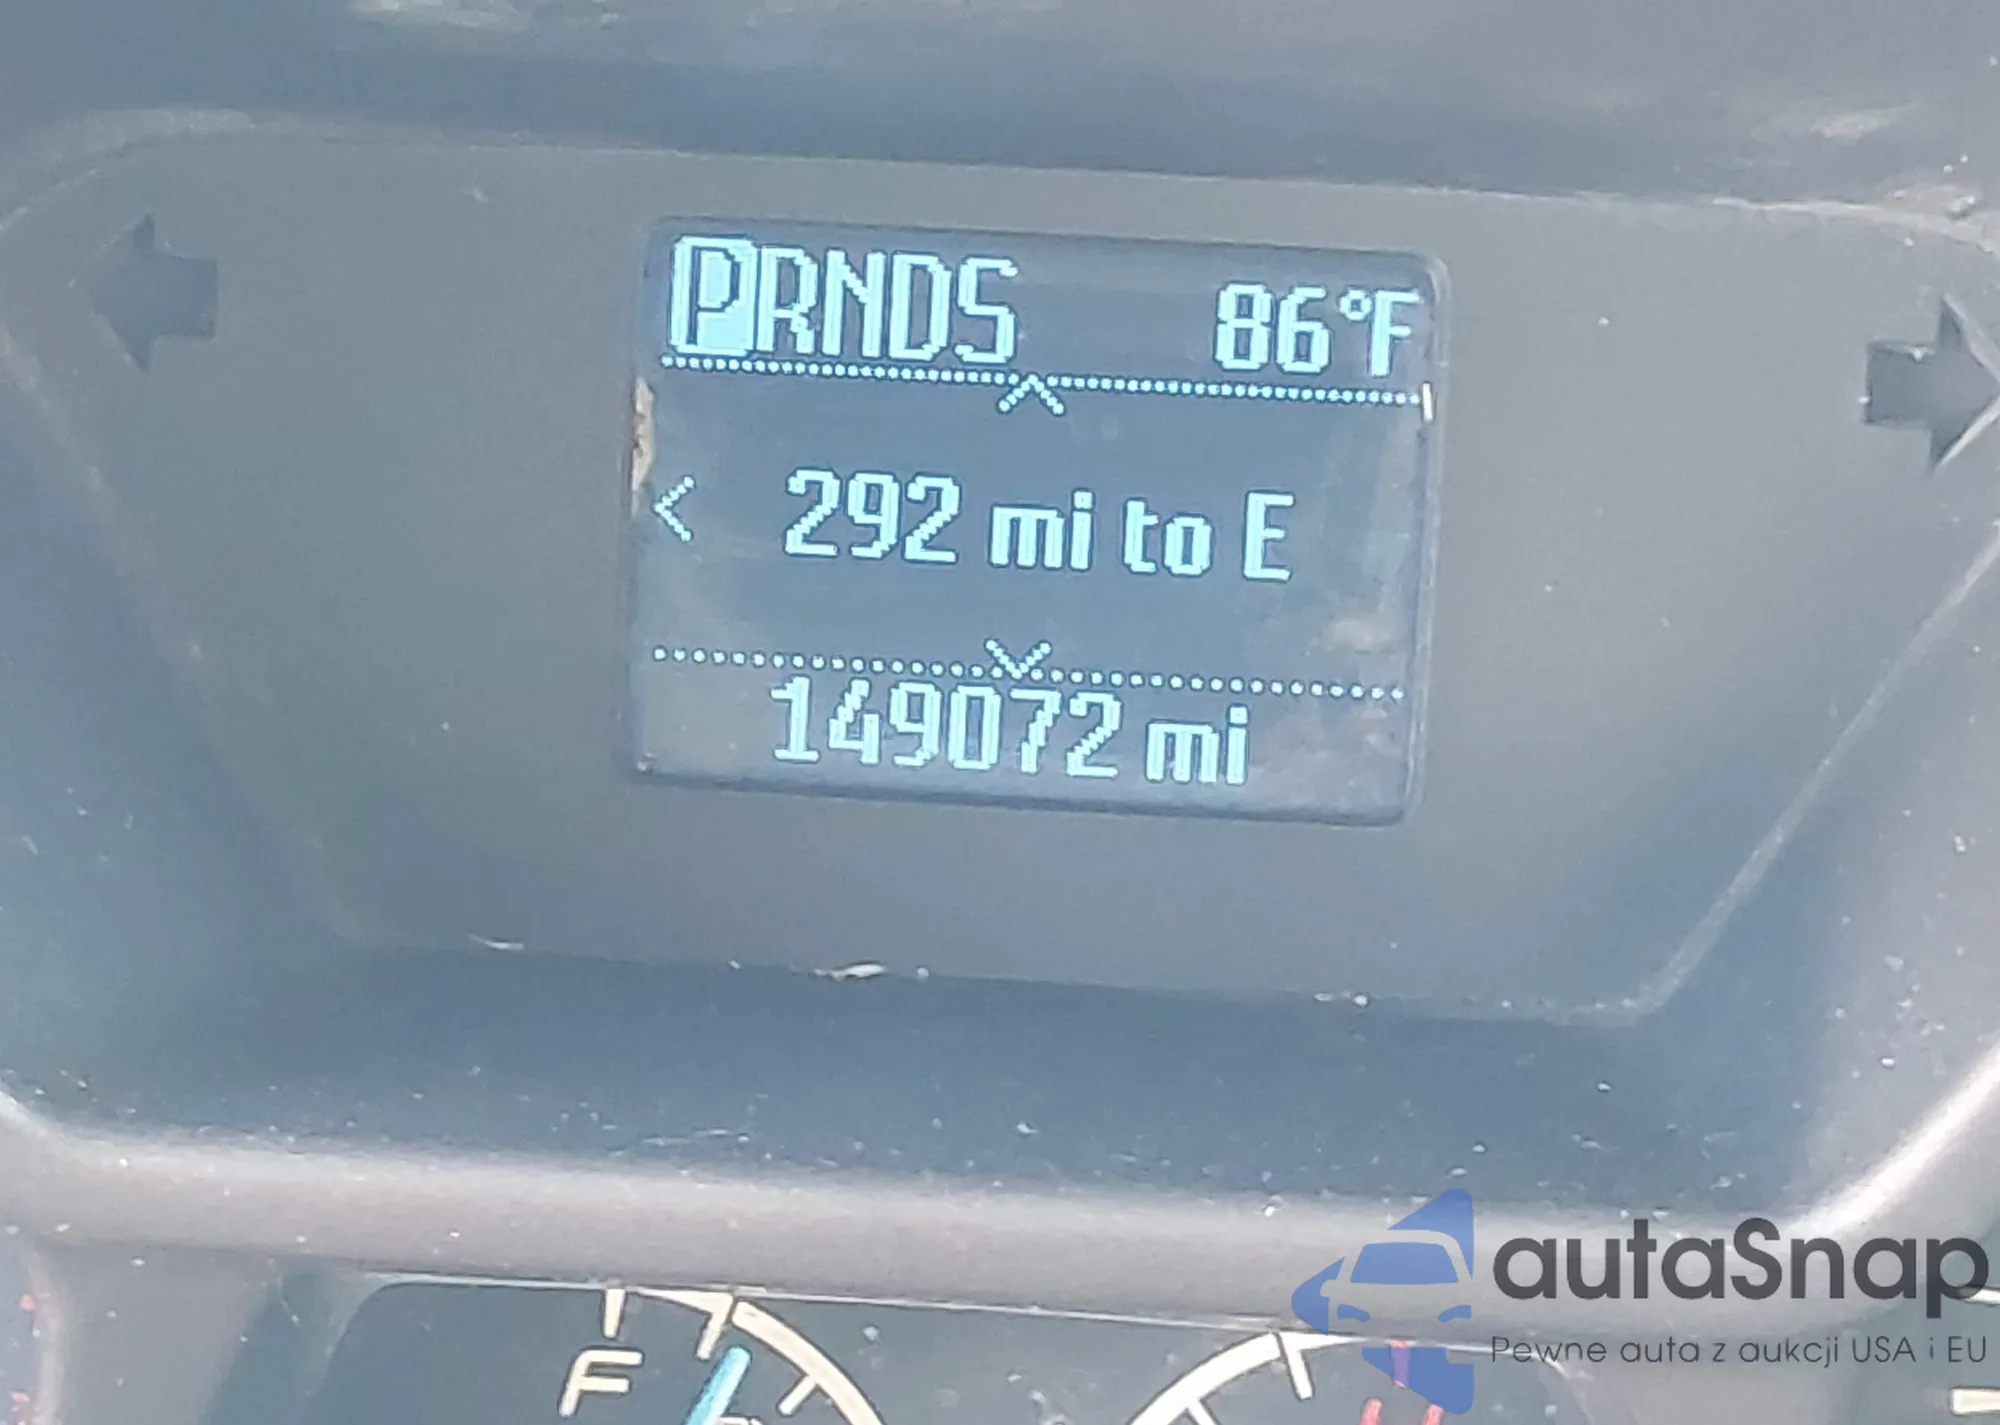 PRNDS 86°F
< 292 mi to E
149072 mi
F
H
autaSnap
Pewne auta z aukcji USA i EU